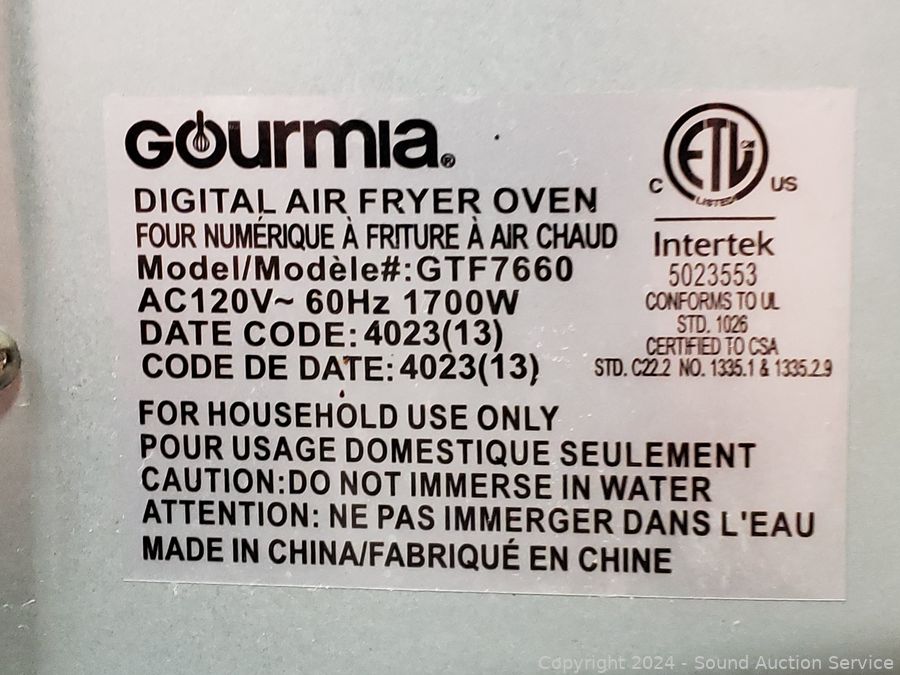 GOURMIA®
DIGITAL AIR FRYER OVEN
FOUR NUMÉRIQUE À FRITURE À AIR CHAUD
Model/Modèle#:GTF7660
AC120V~ 60Hz 1700W
DATE CODE: 4023(13)
CODE DE DATE: 4023(13)
FOR HOUSEHOLD USE ONLY
POUR USAGE DOMESTIQUE SEULEMENT
CAUTION:DO NOT IMMERSE IN WATER
ATTENTION: NE PAS IMMERGER DANS L'EAU
MADE IN CHINA/FABRIQUÉ EN CHINE
ETL CM
C US
LISTED
Intertek
5023553
CONFORMS TO UL
STD. 1026
CERTIFIED TO CSA
STD. C22.2 NO. 1335.1 & 1335.2.9
Copyright 2024 - Sound Auction Service